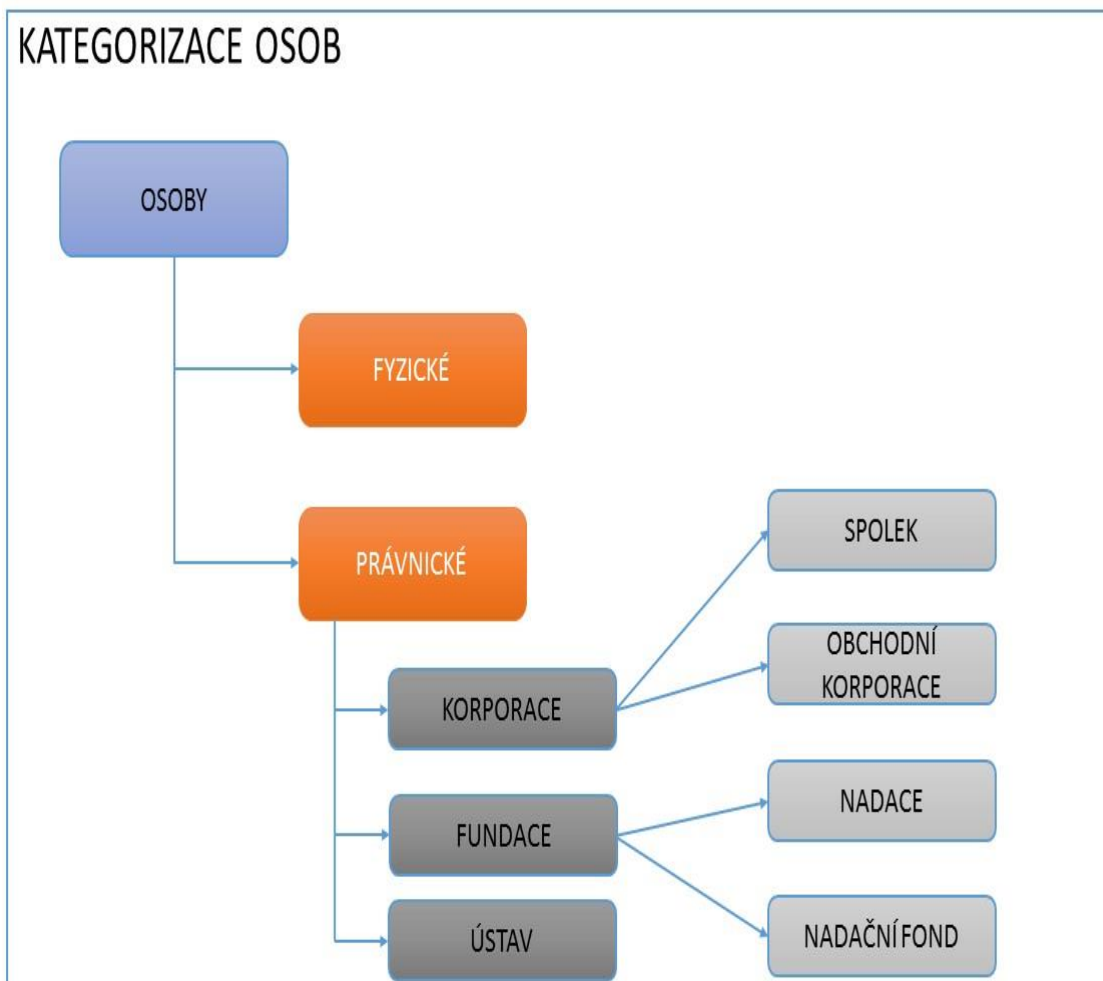 KATEGORIZACE OSOB
OSOBY
FYZICKÉ
PRÁVNICKÉ
SPOLEK
OBCHODNÍ
KORPORACE
KORPORACE
NADACE
FUNDACE
NADAČNÍ FOND
ÚSTAV